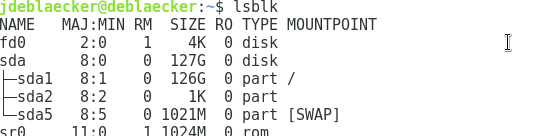 jdeblaecker@deblaecker:~$ lsblk
NAME   MAJ:MIN RM  SIZE RO TYPE MOUNTPOINT
fd0      2:0    1    4K  0 disk
sda      8:0    0  127G  0 disk
├─sda1   8:1    0  126G  0 part /
├─sda2   8:2    0    1K  0 part
└─sda5   8:5    0 1021M  0 part [SWAP]
sr0     11:0    1 1024M  0 rom